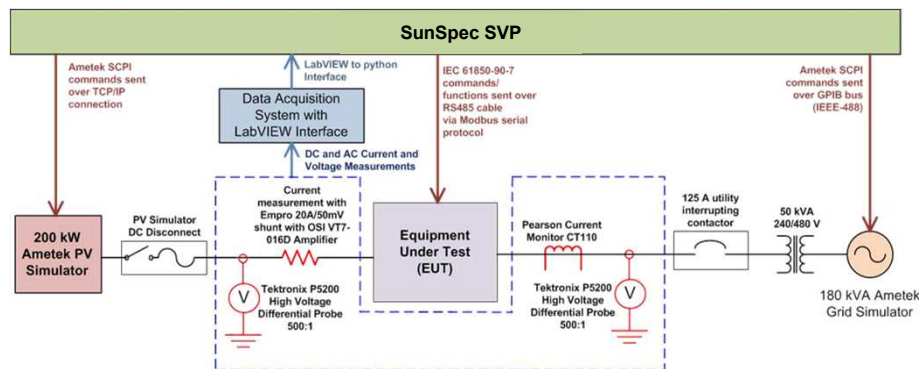 SunSpec SVP
Ametek SCPI
commands sent
over TCP/IP
connection
LabVIEW to python
Interface
IEC 61850-90-7
commands/
functions sent over
RS485 cable
via Modbus serial
protocol
Ametek SCPI
commands sent
over GPIB bus
(IEEE-488)
Data Acquisition
System with
LabVIEW Interface
DC and AC Current and
Voltage Measurements
200 kW
Ametek PV
Simulator
PV Simulator
DC Disconnect
Current
measurement with
Empro 20A/50mV
shunt with OSI VT7-
016D Amplifier
V
Tektronix P5200
High Voltage
Differential Probe
500:1
Equipment
Under Test
(EUT)
Pearson Current
Monitor CT110
Tektronix P5200
High Voltage
Differential Probe
500:1
V
125 A utility
interrupting
contactor
50 kVA
240/480 V
180 kVA Ametek
Grid Simulator